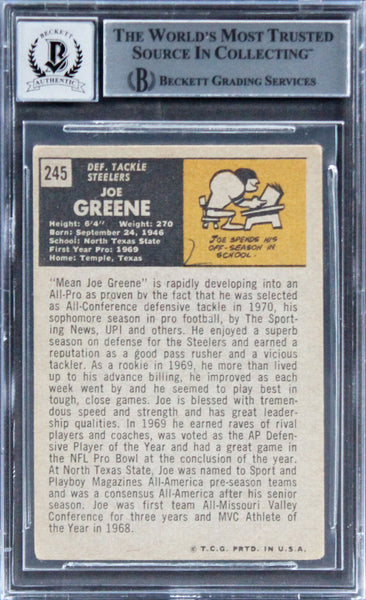 BECKETT
AUTHENTIC
THE WORLD'S MOST TRUSTED
SOURCE IN COLLECTING™
BECKETT GRADING SERVICES
245
DEF. TACKLE
STEELERS
JOE
GREENE
Height: 6'4" Weight: 270
Born: September 24, 1946
School: North Texas State
First Year Pro: 1969
Home: Temple, Texas
JOE SPENDS HIS
OFF-SEASON IN
SCHOOL.
2
"Mean Joe Greene" is rapidly developing into an
All-Pro as proven by the fact that he was selected
as All-Conference defensive tackle in 1970, his
sophomore season in pro football, by The Sport-
ing News, UPI and others. He enjoyed a superb
season on defense for the Steelers and earned a
reputation as a good pass rusher and a vicious
tackler. As a rookie in 1969, he more than lived
up to his advance billing, he improved as each
week went by and he seemed to play best in
tough, close games. Joe is blessed with tremen-
dous speed and strength and has great leader-
ship qualities. In 1969 he earned raves of rival
players and coaches, was voted as the AP Defen-
sive Player of the Year and had a great game in
the NFL Pro Bowl at the conclusion of the year.
At North Texas State, Joe was named to Sport and
Playboy Magazines All-America pre-season teams
and was a consensus All-America after his senior
season. Joe was first team All-Missouri Valley
Conference for three years and MVC Athlete of
the Year in 1968.
© T.C.G. PRTD. IN U.S.A.